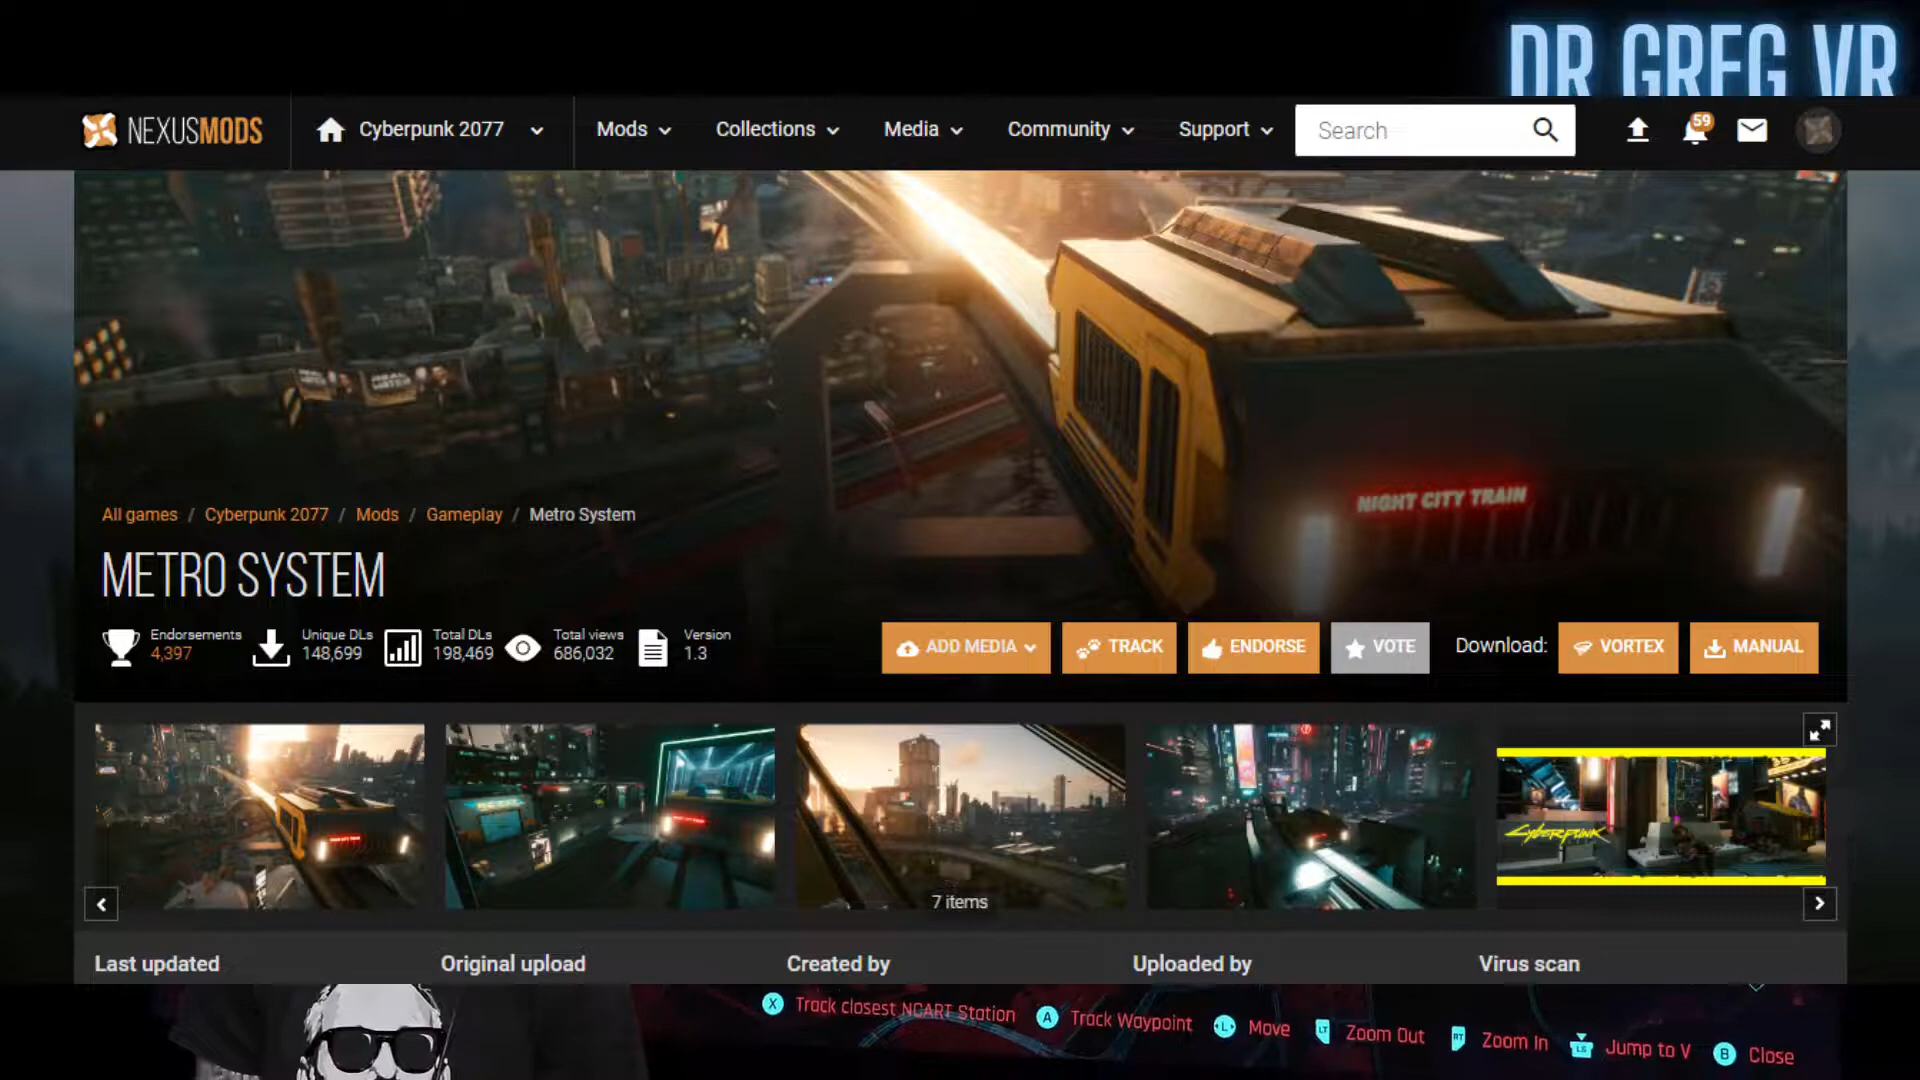 DR GREG VR
NEXUSMODS
Cyberpunk 2077
Mods
Collections
Media
Community
Support
Search
59
NIGHT CITY TRAIN
All games / Cyberpunk 2077 / Mods / Gameplay / Metro System
METRO SYSTEM
Endorsements
4,397
Unique DLs
148,699
Total DLs
198,469
Total views
686,032
Version
1.3
ADD MEDIA
TRACK
ENDORSE
VOTE
Download:
VORTEX
MANUAL
CYBERPUNK
7 items
Last updated
Original upload
Created by
Uploaded by
Virus scan
X Track closest NCART Station
A Track Waypoint
L Move
LT Zoom Out
RT Zoom In
LS Jump to V
B Close